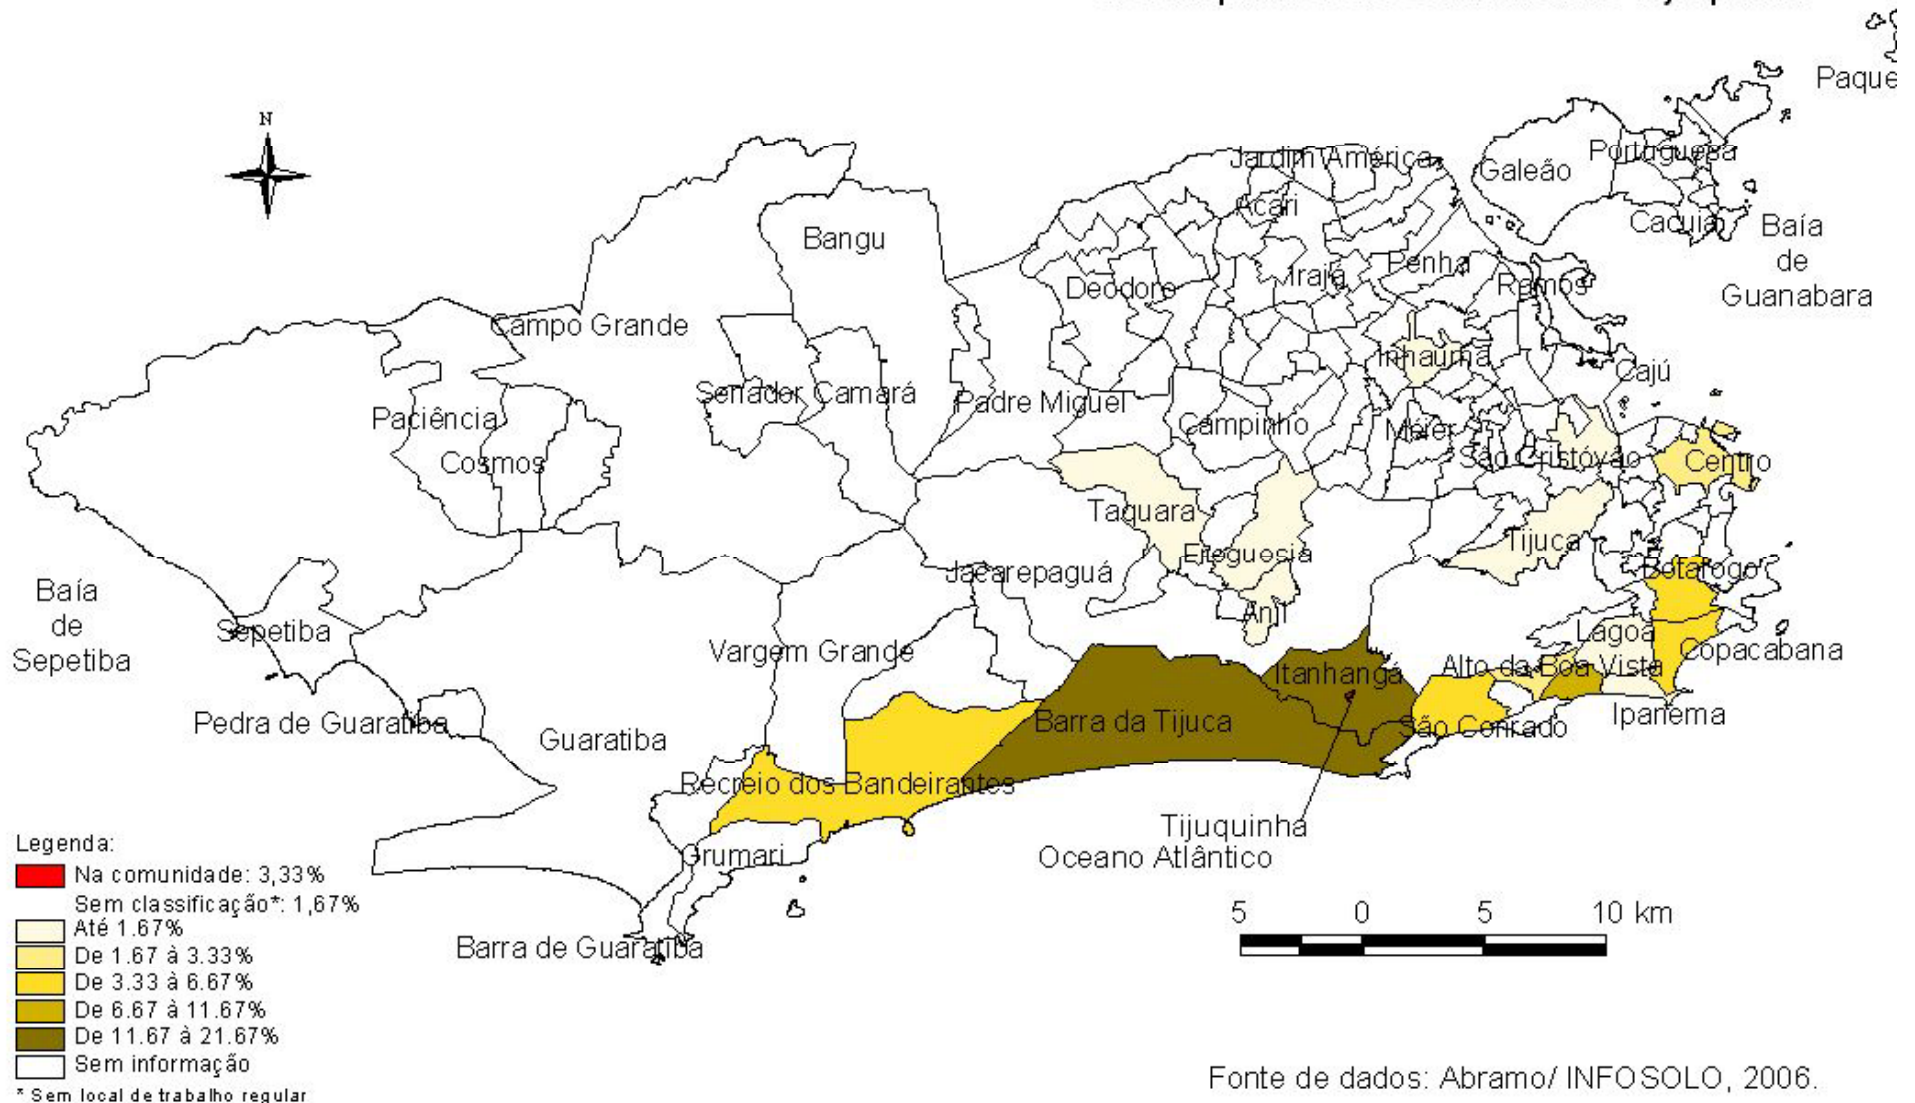 Paque
N
Jardim América
Galeão
Portuguesa
Acari
Cacuia
Bangu
Baía
de
Guanabara
Irajá
Penha
Deodoro
Ramos
Campo Grande
Inhaúma
Cajú
Senador Camará
Padre Miguel
Paciência
Campinho
Méier
Cosmos
São Cristóvão
Centro
Taquara
Tijuca
Freguesia
Jacarepaguá
Botafogo
Baía
de
Sepetiba
Sepetiba
Anil
Lagoa
Vargem Grande
Copacabana
Itanhangá
Alto da Boa Vista
Pedra de Guaratiba
Barra da Tijuca
São Conrado
Ipanema
Guaratiba
Recreio dos Bandeirantes
Tijuquinha
Oceano Atlântico
Grumari
Barra de Guaratiba
Legenda:
Na comunidade: 3,33%
Sem classificação*: 1,67%
Até 1.67%
De 1.67 à 3.33%
De 3.33 à 6.67%
De 6.67 à 11.67%
De 11.67 à 21.67%
Sem informação
* Sem local de trabalho regular
5 0 5 10 km
Fonte de dados: Abramo/ INFOSOLO, 2006.